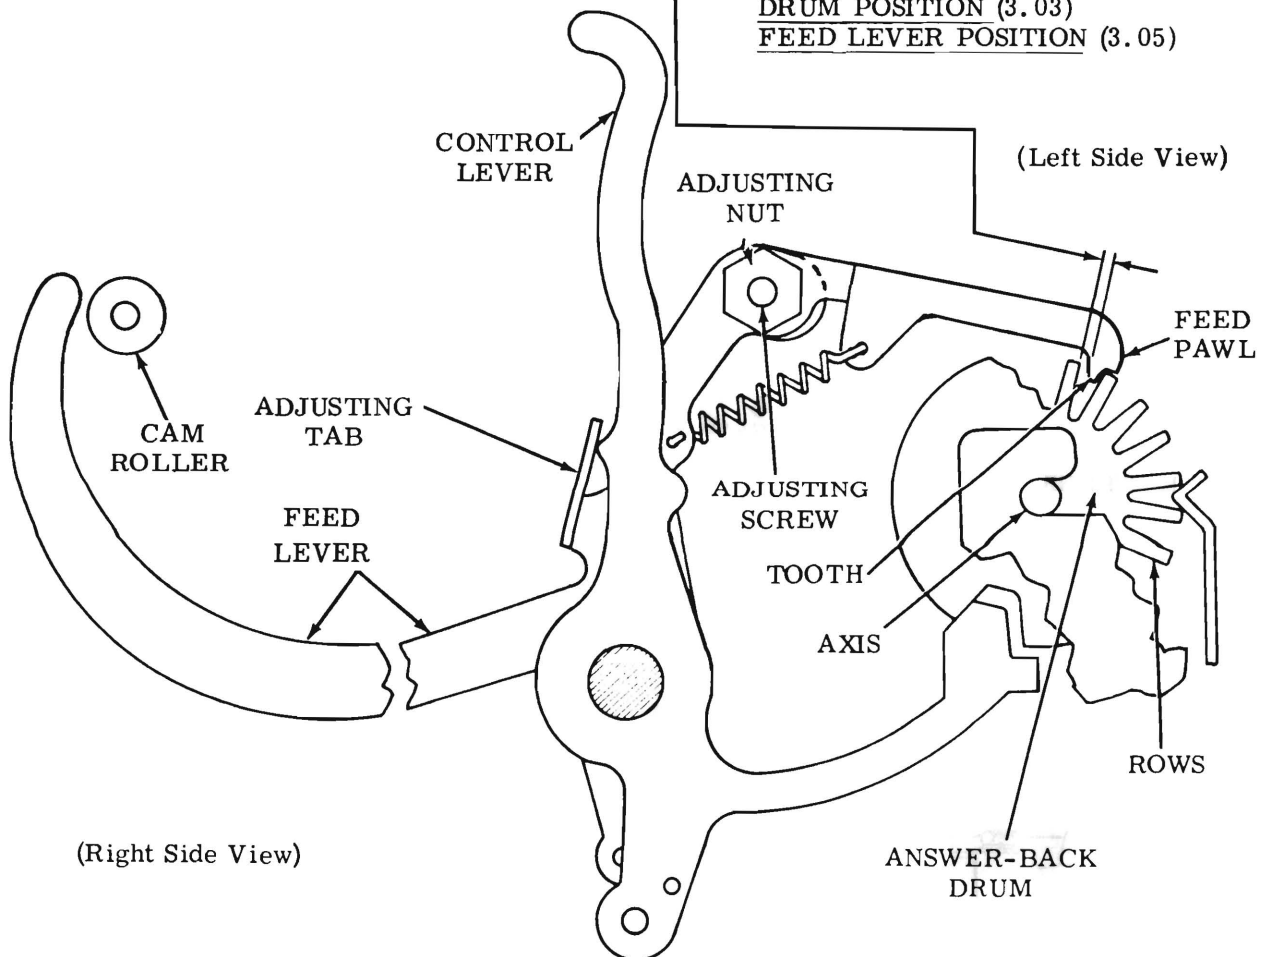 DRUM POSITION (3.03)
FEED LEVER POSITION (3.05)
CONTROL
LEVER
(Left Side View)
ADJUSTING
NUT
FEED
PAWL
ADJUSTING
TAB
CAM
ROLLER
ADJUSTING
SCREW
FEED
LEVER
TOOTH
AXIS
ROWS
(Right Side View)
ANSWER-BACK
DRUM